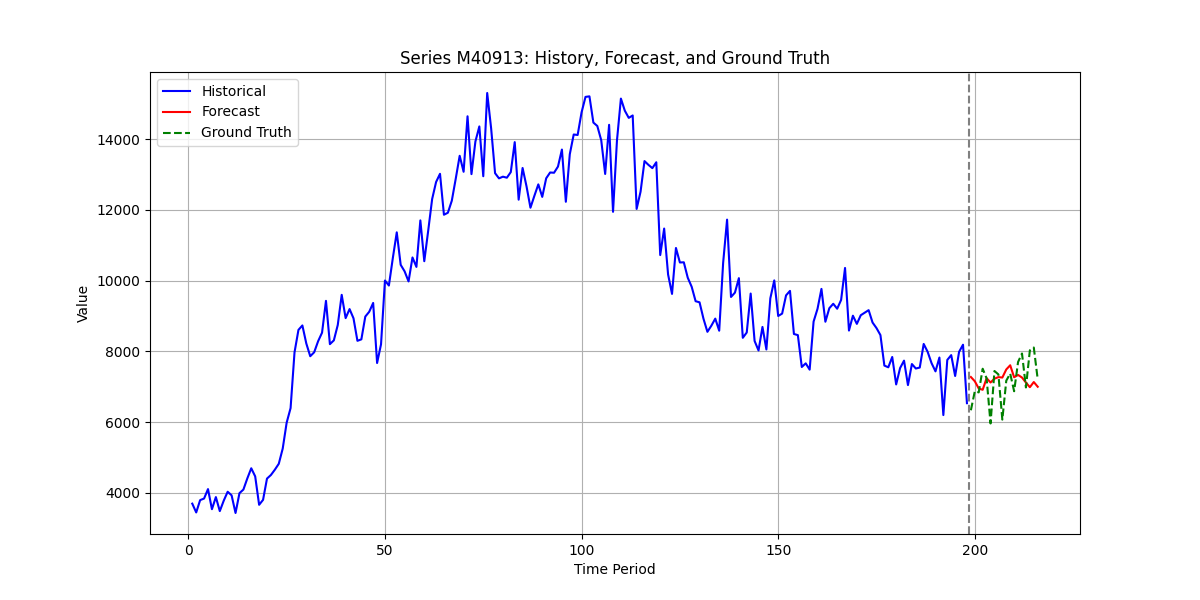 Series M40913: History, Forecast, and Ground Truth
Historical
Forecast
Ground Truth
Value
14000
12000
10000
8000
6000
4000
0
50
100
150
200
Time Period